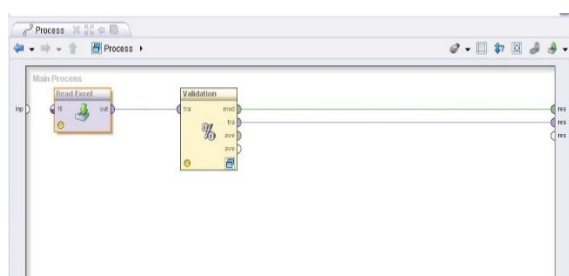 Process
Process
Main Process
Read Excel
Validation
inp
fil
out
tra
mod
tra
ave
ave
res
res
res
%